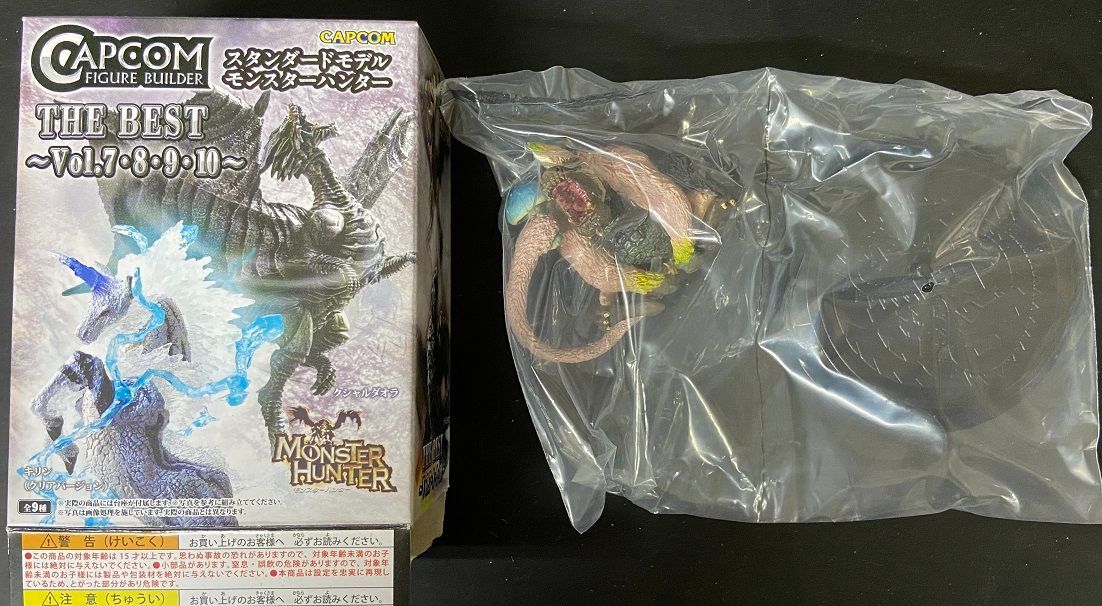 CAPCOM
FIGURE BUILDER
CAPCOM
スタンダードモデル
モンスターハンター
THE BEST
～Vol.7・8・9・10～
クシャルダオラ
MONSTER
HUNTER
モンスターハンター
キリン
(クリアバージョン)
全9種
※実際の商品には台座が付属します。※写真を参考に組み立ててください。
※写真は画像処理を施しています。実際の商品とは異なります。
THE BEST
警告(けいこく) お買い上げのお客様へ 必ずお読みください。
●この商品の対象年齢は15才以上です。思わぬ事故の恐れがありますので、対象年齢未満のお子
様には絶対に与えないでください。●小部品があります。窒息・誤飲の危険がありますので、対象
年齢未満のお子様には製品や包装材を絶対に与えないでください。●本商品は設定を忠実に再現し
ているため、とがった部分があり危険です。
注意(ちゅうい) お買い上げのお客様へ 必ずお読みください。